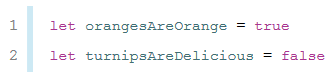 1 let orangesAreOrange = true
2 let turnipsAreDelicious = false